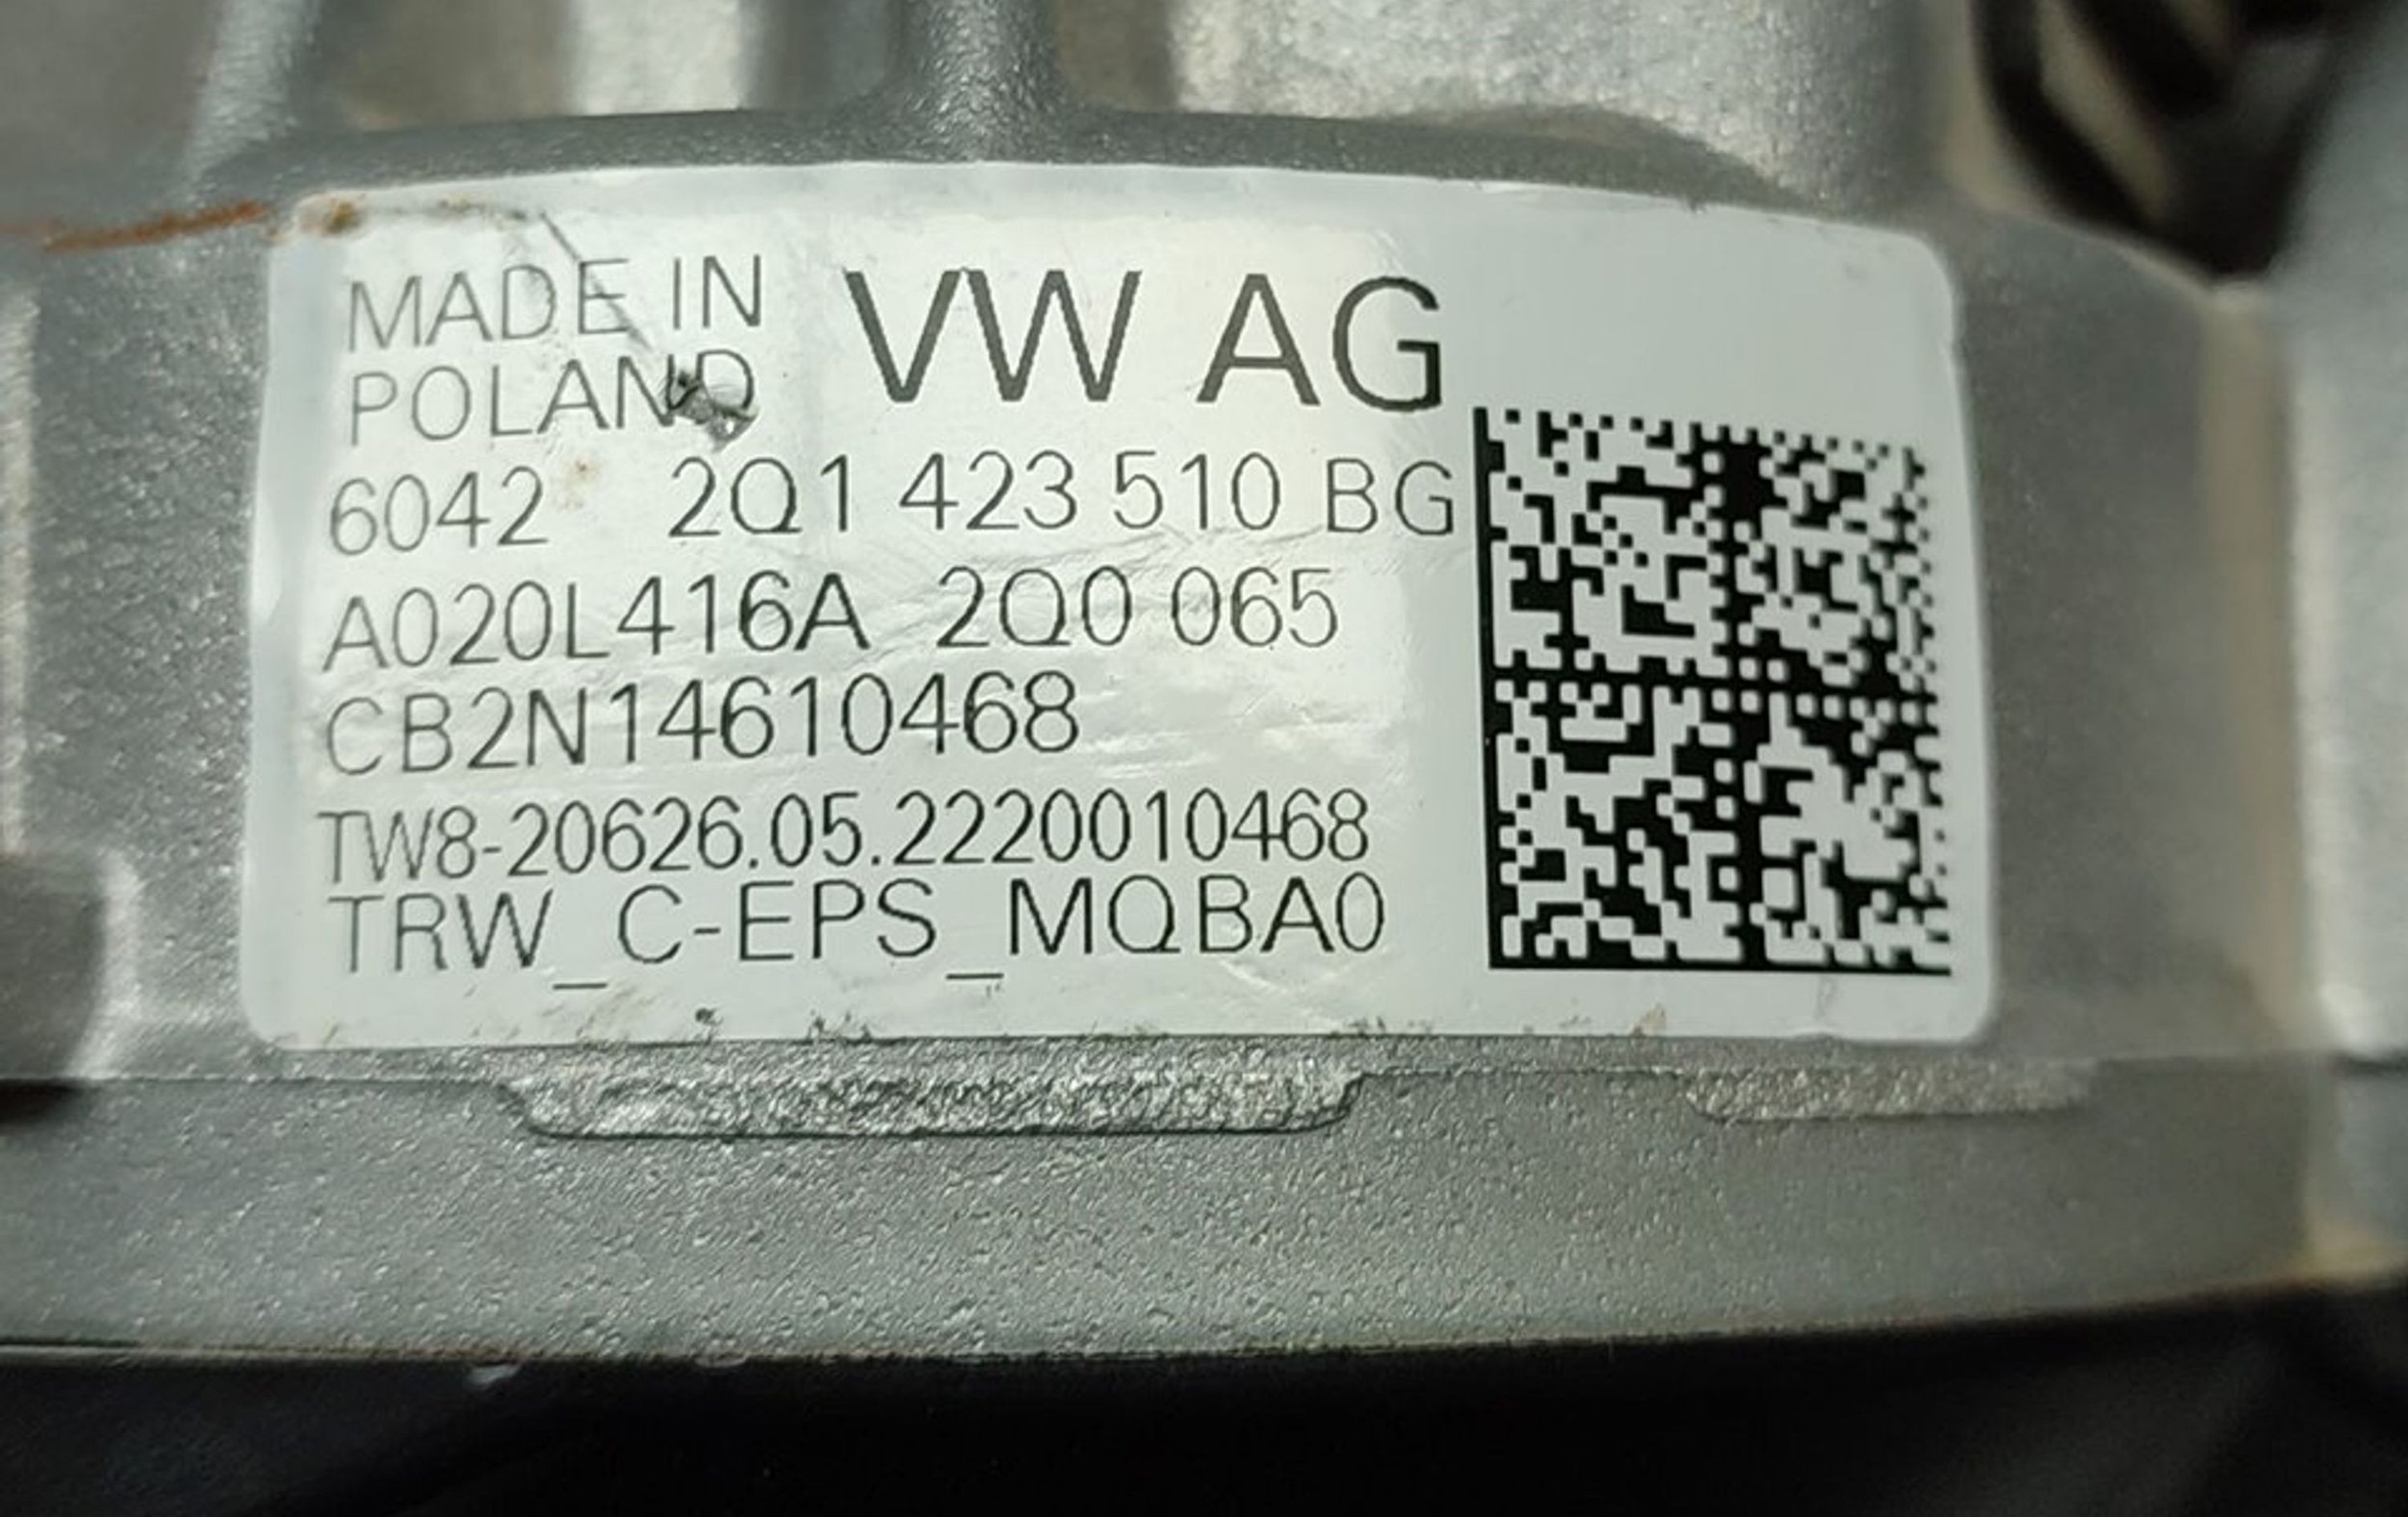 MADE IN
POLAND
VW AG
6042 2Q1 423 510 BG
A020L416A 2Q0 065
CB2N14610468
TW8-20626.05.2220010468
TRW_C-EPS_MQBA0